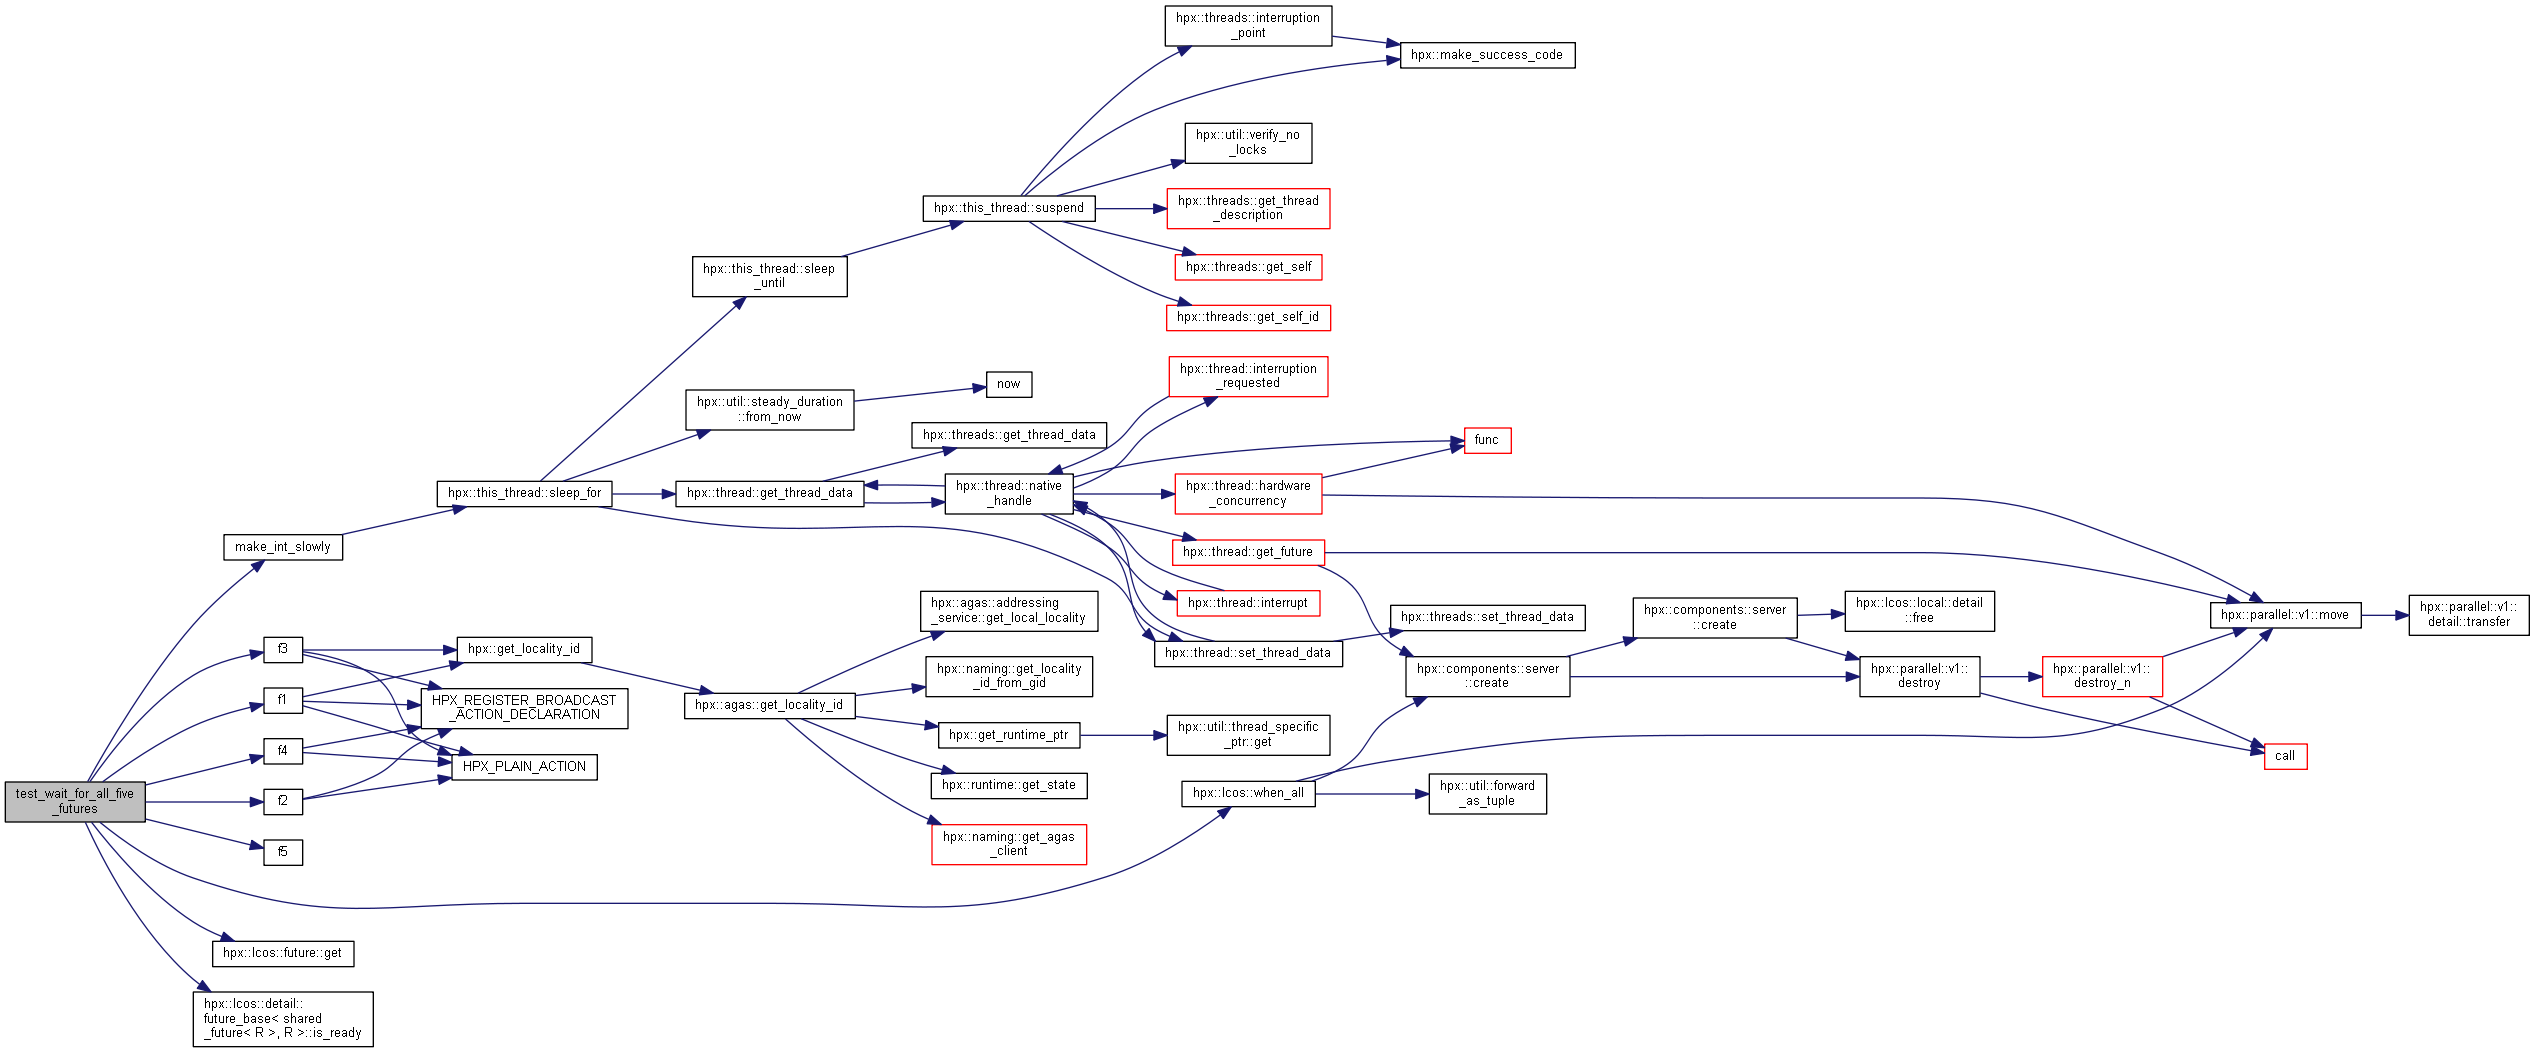 test_wait_for_all_five
_futures
make_int_slowly
f3
f1
f4
f2
f5
hpx::lcos::future::get
hpx::lcos::detail::
future_base< shared
_future< R >, R >::is_ready
hpx::this_thread::sleep_for
hpx::get_locality_id
HPX_REGISTER_BROADCAST
_ACTION_DECLARATION
HPX_PLAIN_ACTION
hpx::this_thread::sleep
_until
hpx::util::steady_duration
::from_now
hpx::thread::get_thread_data
hpx::agas::get_locality_id
hpx::this_thread::suspend
now
hpx::threads::get_thread_data
hpx::thread::native
_handle
hpx::agas::addressing
_service::get_local_locality
hpx::naming::get_locality
_id_from_gid
hpx::get_runtime_ptr
hpx::runtime::get_state
hpx::naming::get_agas
_client
hpx::threads::interruption
_point
hpx::util::verify_no
_locks
hpx::threads::get_thread
_description
hpx::threads::get_self
hpx::threads::get_self_id
hpx::thread::interruption
_requested
hpx::thread::hardware
_concurrency
hpx::thread::get_future
hpx::thread::interrupt
hpx::thread::set_thread_data
hpx::util::thread_specific
_ptr::get
hpx::lcos::when_all
hpx::make_success_code
func
hpx::threads::set_thread_data
hpx::components::server
::create
hpx::util::forward
_as_tuple
hpx::components::server
::create
hpx::lcos::local::detail
::free
hpx::parallel::v1::
destroy
hpx::parallel::v1::
destroy_n
hpx::parallel::v1::move
call
hpx::parallel::v1::
detail::transfer